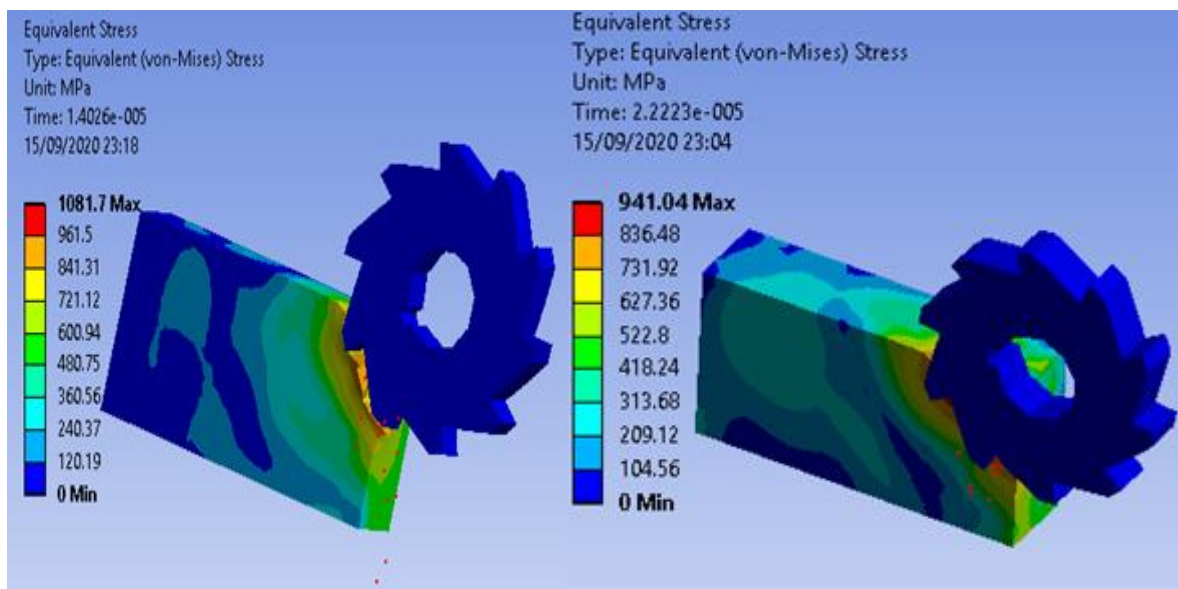 Equivalent Stress
Type: Equivalent (von-Mises) Stress
Unit: MPa
Time: 1.4026e-005
15/09/2020 23:18
1081.7 Max
961.5
841.31
721.12
600.94
480.75
360.56
240.37
120.19
0 Min
Equivalent Stress
Type: Equivalent (von-Mises) Stress
Unit: MPa
Time: 2.2223e-005
15/09/2020 23:04
941.04 Max
836.48
731.92
627.36
522.8
418.24
313.68
209.12
104.56
0 Min